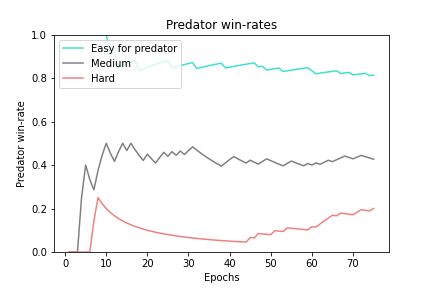 Predator win-rates
1.0
0.8
0.6
0.4
0.2
0.0
Predator win-rate
Easy for predator
Medium
Hard
0 10 20 30 40 50 60 70
Epochs